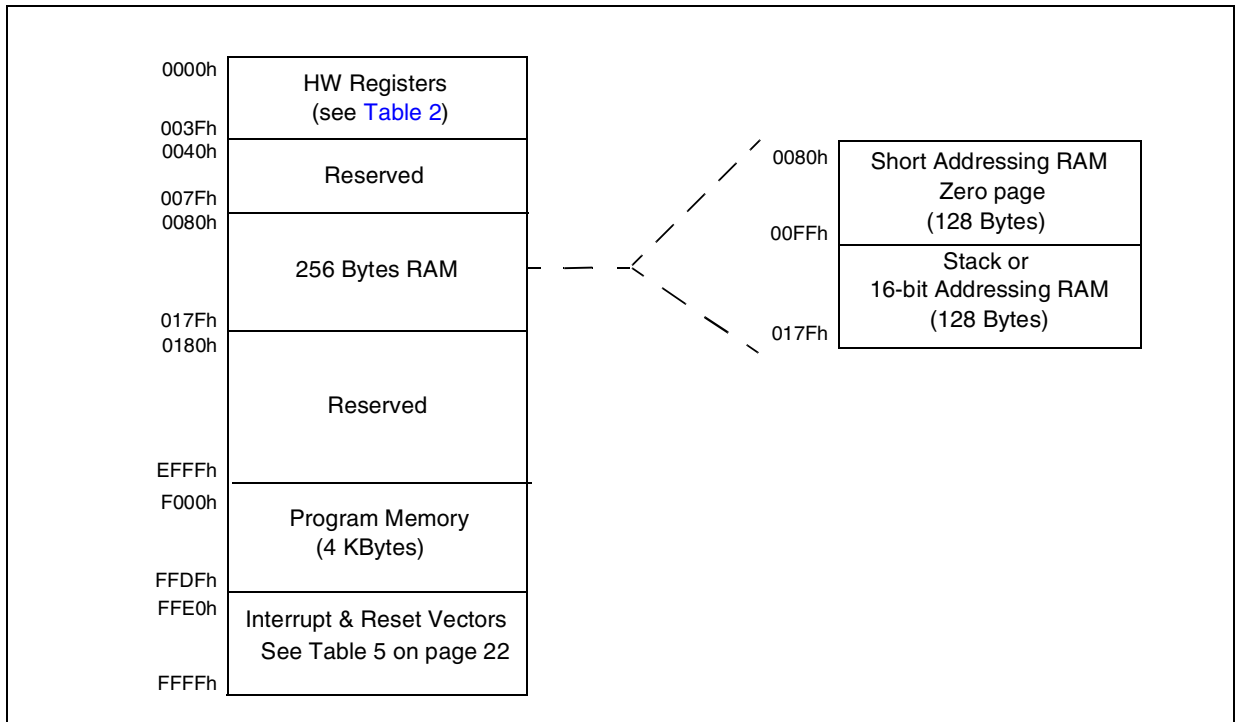 0000h
HW Registers
(see Table 2)
003Fh
0040h
Reserved
007Fh
0080h
256 Bytes RAM
017Fh
0180h
Reserved
EFFFh
F000h
Program Memory
(4 KBytes)
FFDFh
FFE0h
Interrupt & Reset Vectors
See Table 5 on page 22
FFFFh
0080h
Short Addressing RAM
Zero page
(128 Bytes)
00FFh
Stack or
16-bit Addressing RAM
(128 Bytes)
017Fh